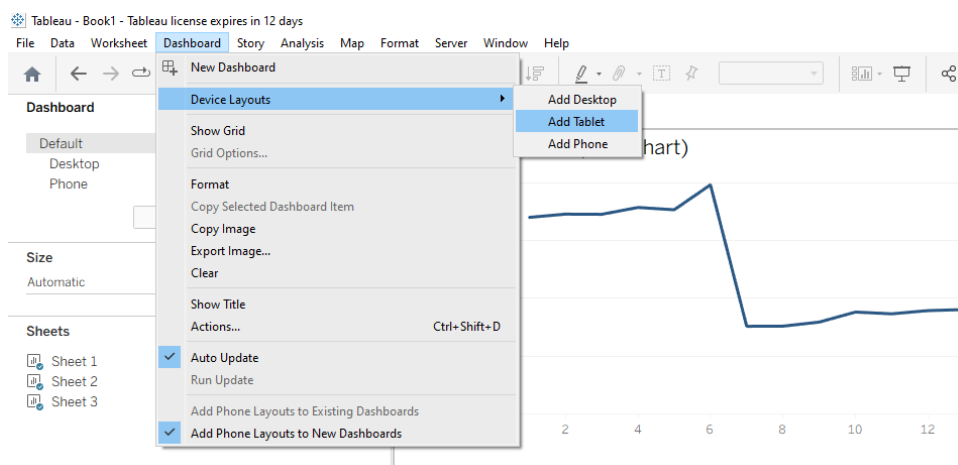 Tableau - Book1 - Tableau license expires in 12 days
File Data Worksheet Dashboard Story Analysis Map Format Server Window Help
New Dashboard
Device Layouts
Add Desktop
Add Tablet
Add Phone
Show Grid
Grid Options...
Format
Copy Selected Dashboard Item
Copy Image
Export Image...
Clear
Show Title
Actions... Ctrl+Shift+D
Auto Update
Run Update
Add Phone Layouts to Existing Dashboards
Add Phone Layouts to New Dashboards
Dashboard
Default
Desktop
Phone
Size
Automatic
Sheets
Sheet 1
Sheet 2
Sheet 3
T
hart)
2 4 6 8 10 12